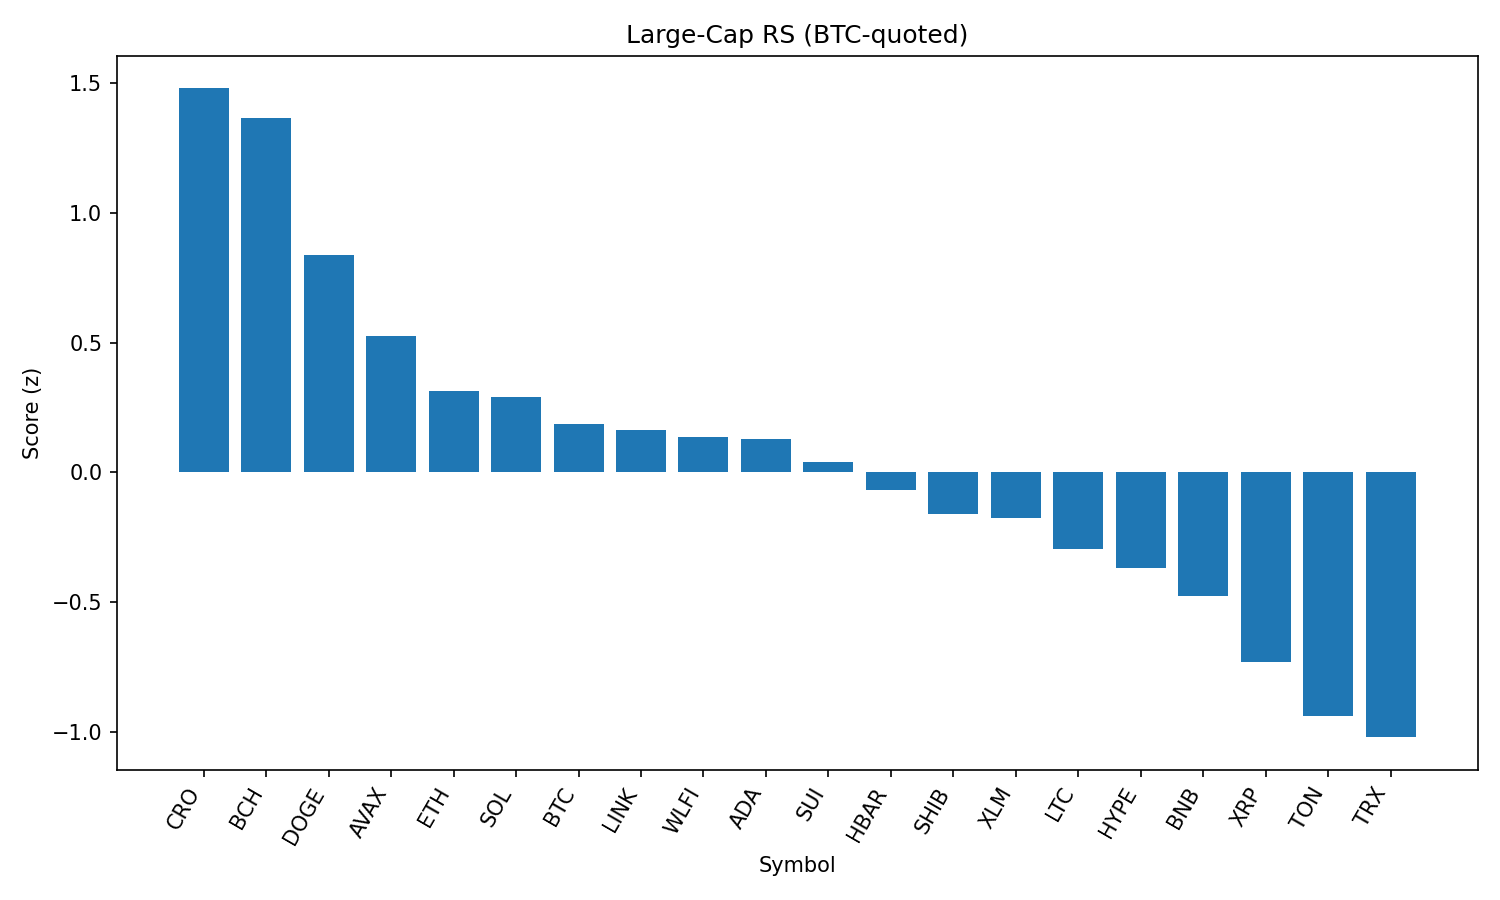 Large-Cap RS (BTC-quoted)
Score (z)
1.5
1.0
0.5
0.0
−0.5
−1.0
CRO
BCH
DOGE
AVAX
ETH
SOL
BTC
LINK
WLFI
ADA
SUI
HBAR
SHIB
XLM
LTC
HYPE
BNB
XRP
TON
TRX
Symbol